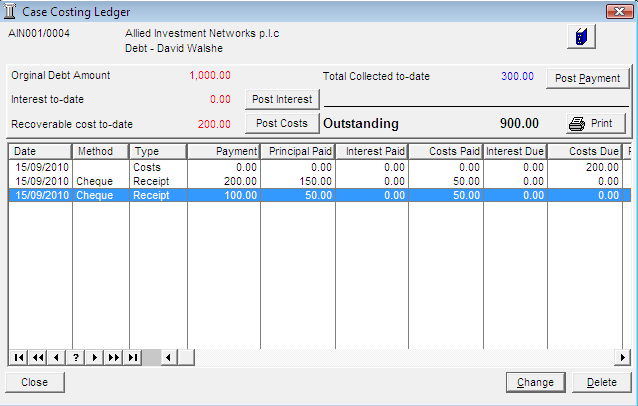 Case Costing Ledger
AIN001/0004 Allied Investment Networks p.l.c
Debt - David Walshe
Orginal Debt Amount 1,000.00 Total Collected to-date 300.00 Post Payment
Interest to-date 0.00 Post Interest
Recoverable cost to-date 200.00 Post Costs Outstanding 900.00 Print
Date Method Type Payment Principal Paid Interest Paid Costs Paid Interest Due Costs Due
15/09/2010 Costs 0.00 0.00 0.00 0.00 0.00 200.00
15/09/2010 Cheque Receipt 200.00 150.00 0.00 50.00 0.00 0.00
15/09/2010 Cheque Receipt 100.00 50.00 0.00 50.00 0.00 0.00
?
Close Change Delete